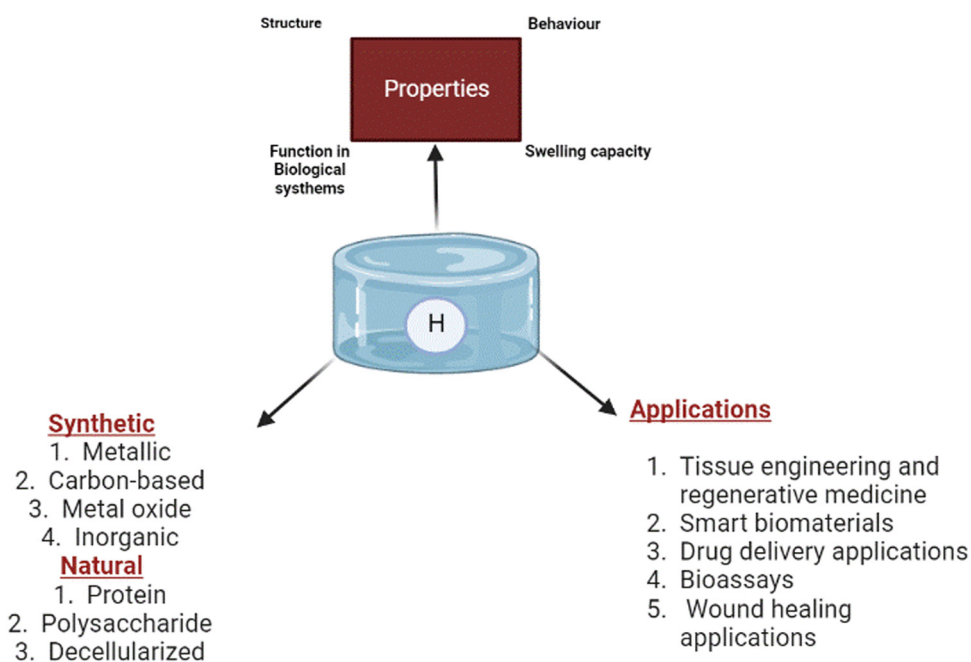 Structure
Behaviour
Properties
Function in
Biological
systhems
Swelling capacity
H
Synthetic
1. Metallic
2. Carbon-based
3. Metal oxide
4. Inorganic
Natural
1. Protein
2. Polysaccharide
3. Decellularized
Applications
1. Tissue engineering and
regenerative medicine
2. Smart biomaterials
3. Drug delivery applications
4. Bioassays
5. Wound healing
applications